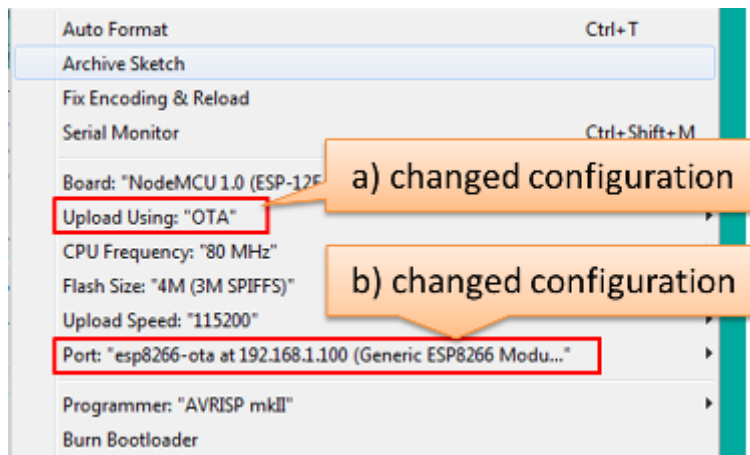 Auto Format Ctrl+T
Archive Sketch
Fix Encoding & Reload
Serial Monitor Ctrl+Shift+M
a) changed configuration
Board: "NodeMCU 1.0 (ESP-12E
Upload Using: "OTA"
CPU Frequency: "80 MHz"
b) changed configuration
Flash Size: "4M (3M SPIFFS)"
Upload Speed: "115200"
Port: "esp8266-ota at 192.168.1.100 (Generic ESP8266 Modu..."
Programmer: "AVRISP mkII"
Burn Bootloader